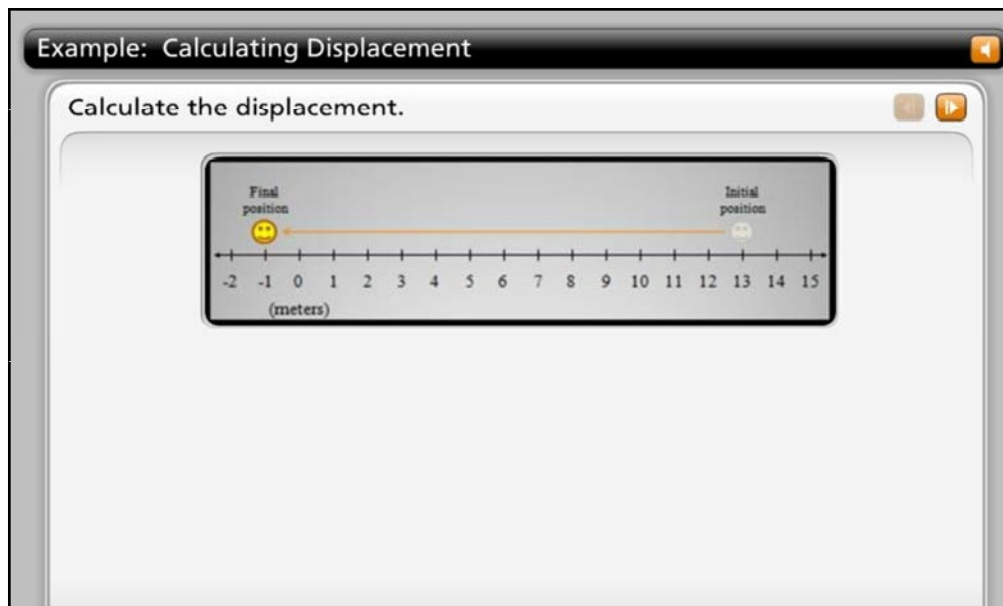 Example: Calculating Displacement
Calculate the displacement.
Final
position
Initial
position
-2 -1 0 1 2 3 4 5 6 7 8 9 10 11 12 13 14 15
(meters)